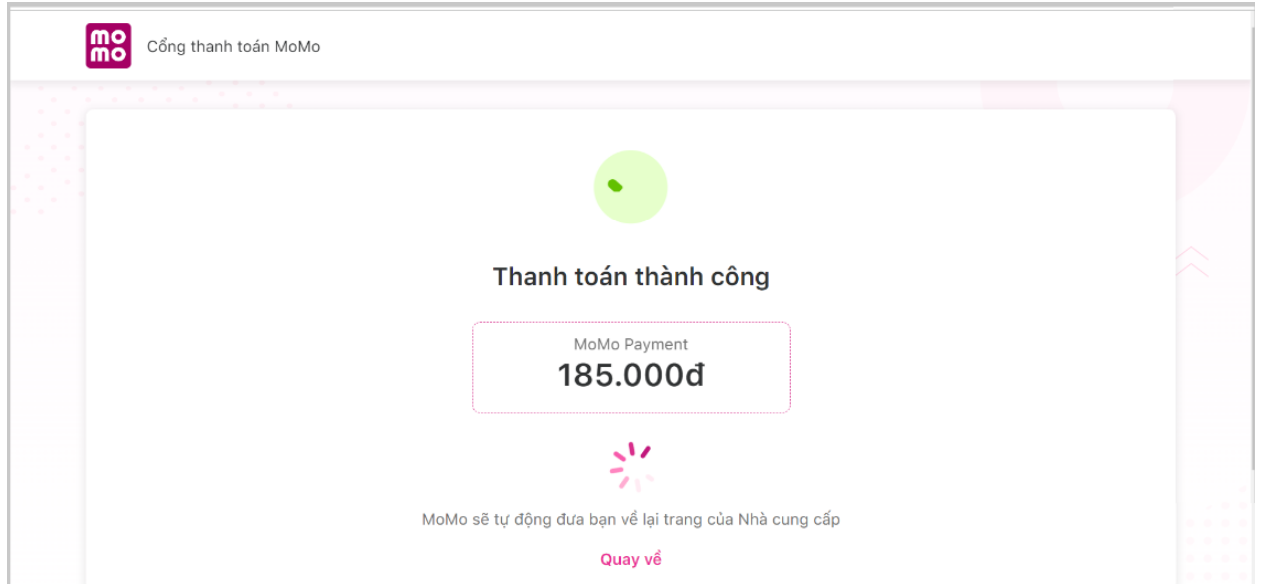 mo
mo
Cổng thanh toán MoMo
Thanh toán thành công
MoMo Payment
185.000đ
MoMo sẽ tự động đưa bạn về lại trang của Nhà cung cấp
Quay về